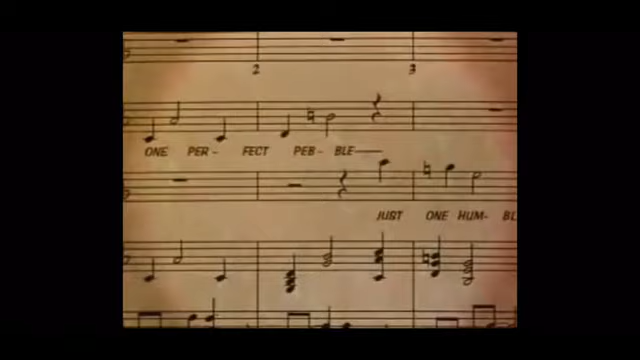 2 3
ONE PER- FECT PEB- BLE
JUST ONE HUM-